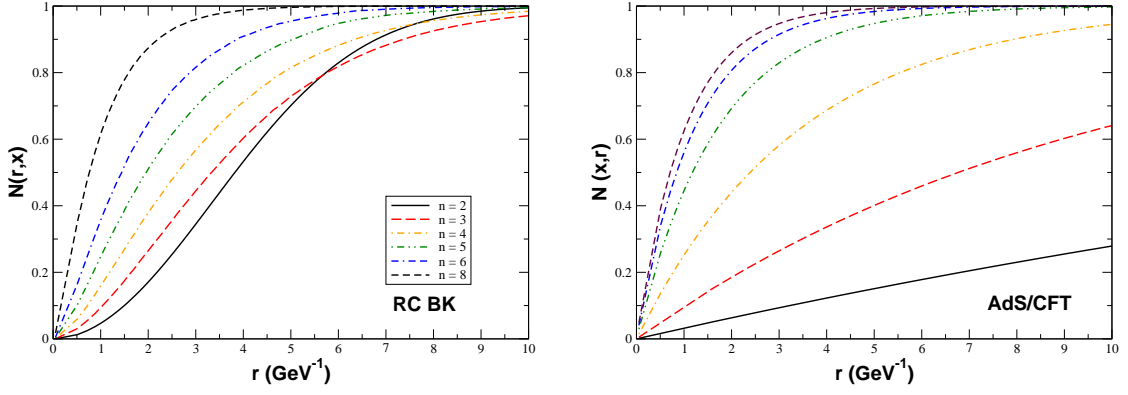 1
0.8
0.6
0.4
0.2
0
N(r,x)
n = 2
n = 3
n = 4
n = 5
n = 6
n = 8
RC BK
0 1 2 3 4 5 6 7 8 9 10
r (GeV⁻¹)
1
0.8
0.6
0.4
0.2
0
N (x,r)
AdS/CFT
0 1 2 3 4 5 6 7 8 9 10
r (GeV⁻¹)